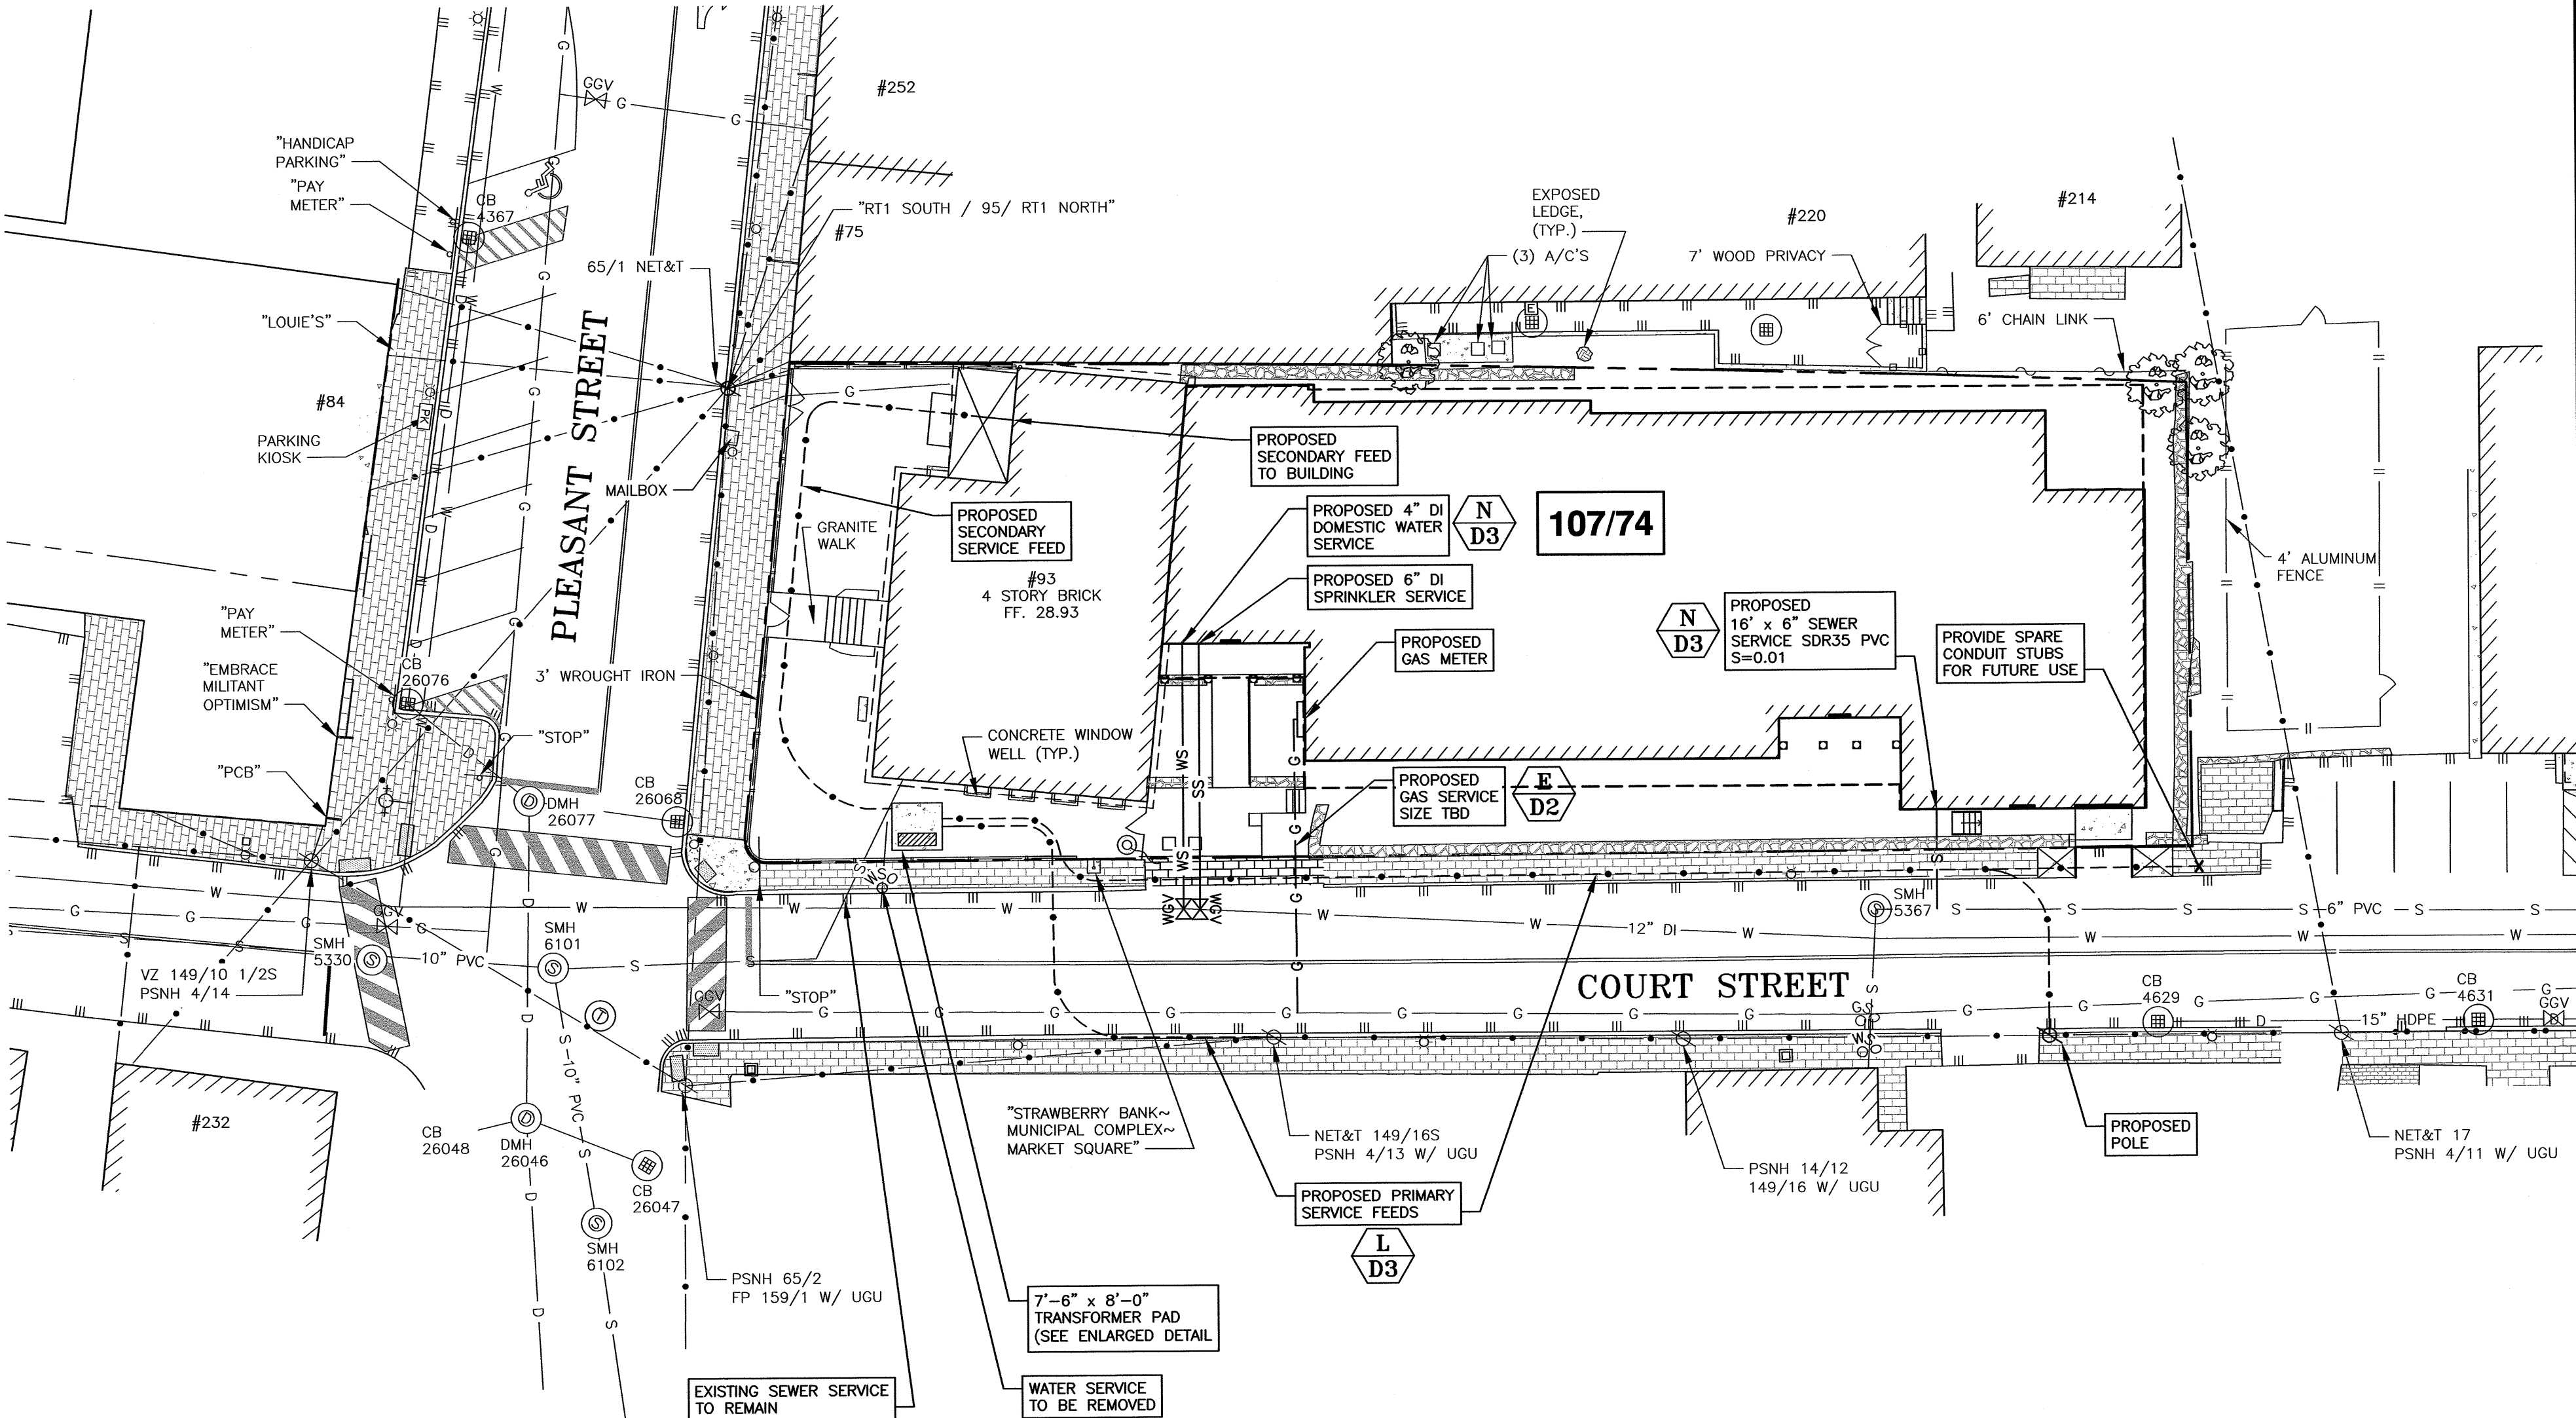 #252
GGV
G
G
G
"HANDICAP
PARKING"
"PAY
METER"
CB
4367
"RT1 SOUTH / 95/ RT1 NORTH"
#75
65/1 NET&T
EXPOSED
LEDGE,
(TYP.)
(3) A/C'S
#220
7' WOOD PRIVACY
#214
6' CHAIN LINK
E
"LOUIE'S"
#84
PARKING
KIOSK
PK
PLEASANT STREET
MAILBOX
G
PROPOSED
SECONDARY FEED
TO BUILDING
PROPOSED
SECONDARY
SERVICE FEED
GRANITE
WALK
PROPOSED 4" DI
DOMESTIC WATER
SERVICE
N
D3
107/74
#93
4 STORY BRICK
FF. 28.93
PROPOSED 6" DI
SPRINKLER SERVICE
4' ALUMINUM
FENCE
PROPOSED
GAS METER
N
D3
PROPOSED
16' x 6" SEWER
SERVICE SDR35 PVC
S=0.01
PROVIDE SPARE
CONDUIT STUBS
FOR FUTURE USE
"PAY
METER"
CB
26076
"EMBRACE
MILITANT
OPTIMISM"
3' WROUGHT IRON
"STOP"
"PCB"
CONCRETE WINDOW
WELL (TYP.)
WS
SS
G
PROPOSED
GAS SERVICE
SIZE TBD
E
D2
CB
26068
D
DMH
26077
WS
SS
G
S
WSO
WGV
WGV
SMH
5367
S
S
S
S
S
6" PVC
S
S
W
W
W
W
W
W
W
12" DI
W
W
W
W
G
G
G
G
GGV
SMH
5330
S
10" PVC
SMH
6101
S
S
S
VZ 149/10 1/2S
PSNH 4/14
"STOP"
GGV
G
G
G
G
G
G
G
G
COURT STREET
GSO
WSO
CB
4629
G
G
G
G
CB
4631
GGV
D
15" HDPE
D
T
S-10" PVC
#232
CB
26048
D
DMH
26046
CB
26047
S
SMH
6102
"STRAWBERRY BANK~
MUNICIPAL COMPLEX~
MARKET SQUARE"
NET&T 149/16S
PSNH 4/13 W/ UGU
PSNH 14/12
149/16 W/ UGU
PROPOSED
POLE
NET&T 17
PSNH 4/11 W/ UGU
PROPOSED PRIMARY
SERVICE FEEDS
L
D3
PSNH 65/2
FP 159/1 W/ UGU
7'-6" x 8'-0"
TRANSFORMER PAD
(SEE ENLARGED DETAIL
EXISTING SEWER SERVICE
TO REMAIN
WATER SERVICE
TO BE REMOVED